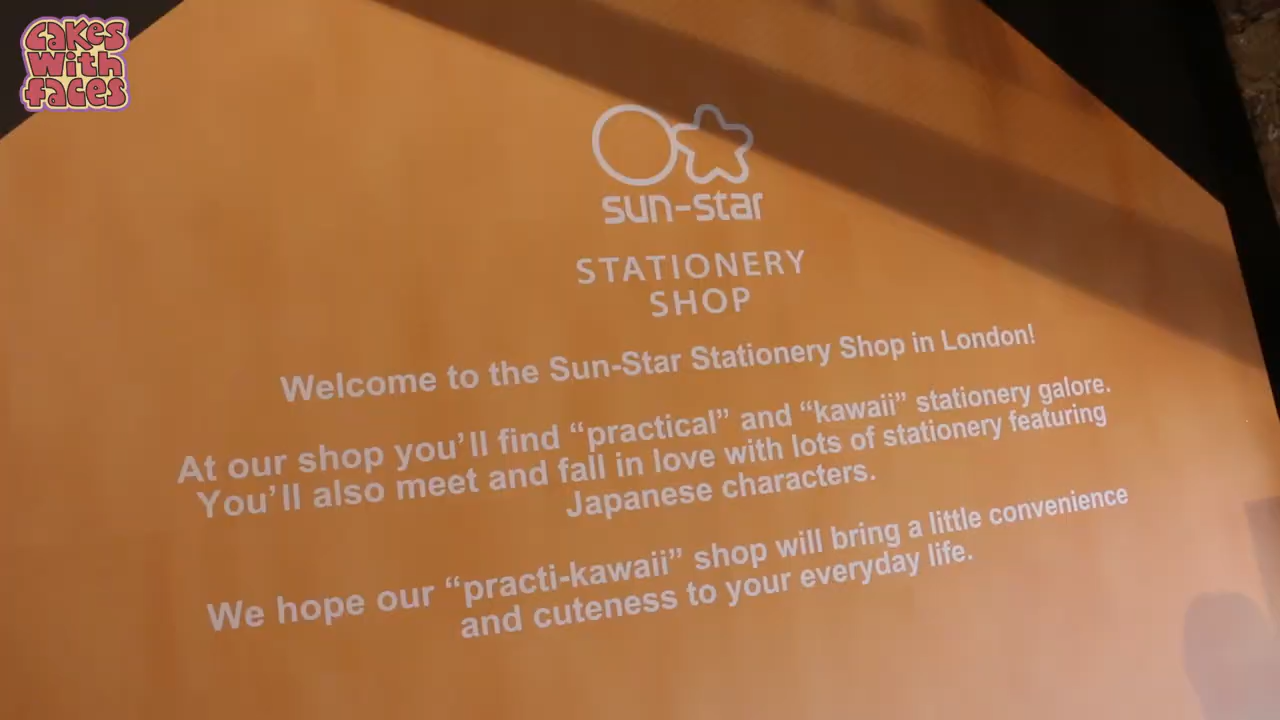 cakes
with
faces
sun-star
STATIONERY
SHOP
Welcome to the Sun-Star Stationery Shop in London!
At our shop you’ll find “practical” and “kawaii” stationery galore.
You’ll also meet and fall in love with lots of stationery featuring
Japanese characters.
We hope our “practi-kawaii” shop will bring a little convenience
and cuteness to your everyday life.